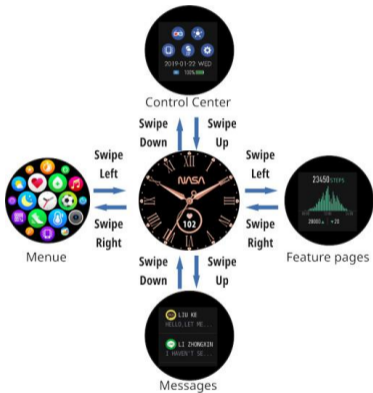 2019-01-22 WED
100%
Control Center
Swipe Down
Swipe Up
Swipe Left
Swipe Right
Menue
XII
NASA
102
Swipe Left
Swipe Right
23450 STEPS
Feature pages
Swipe Down
Swipe Up
LIU KE
HELLO,LET ME...
LI ZHONGXIN
I HAVEN'T SE...
Messages